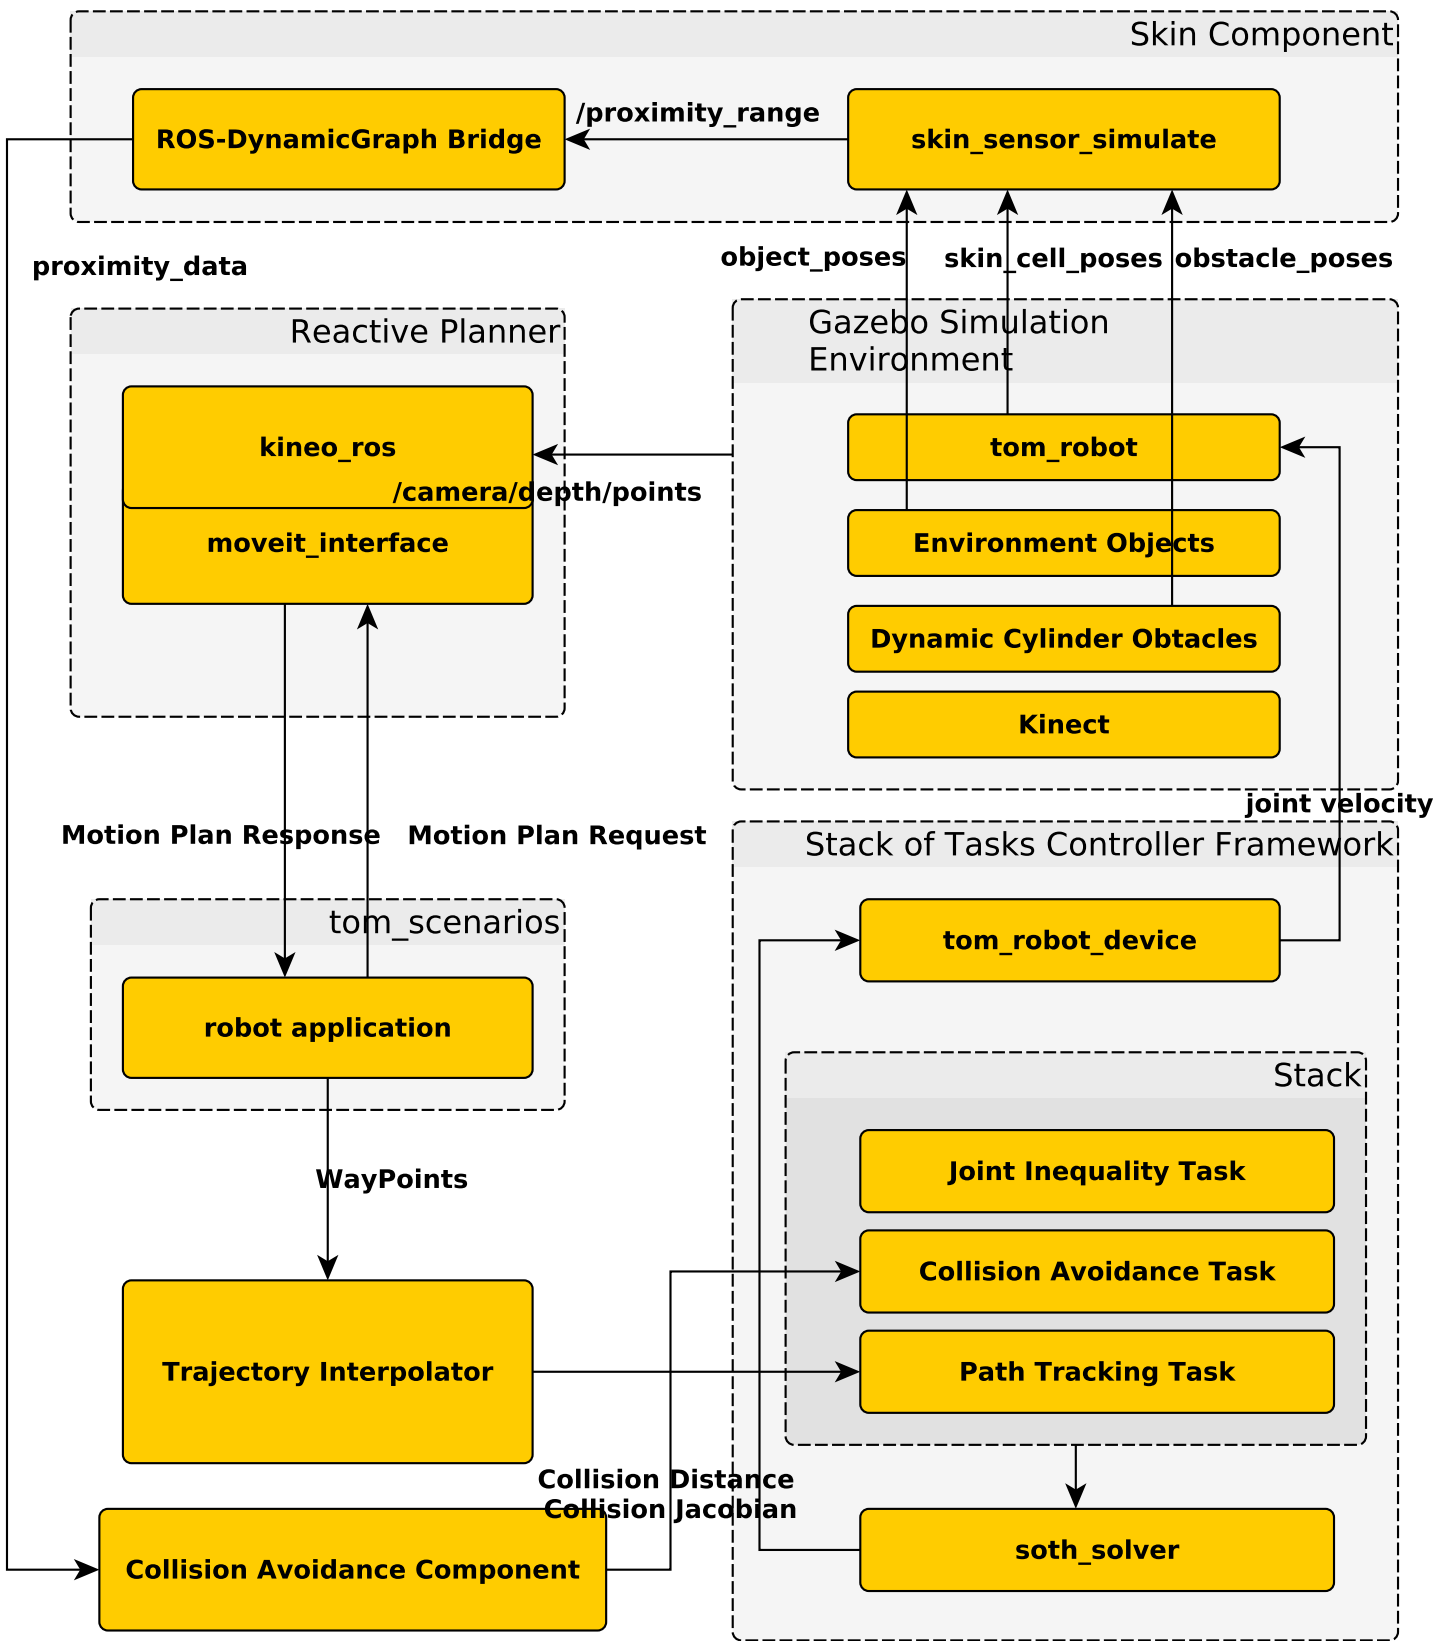 Skin Component
/proximity_range
ROS-DynamicGraph Bridge
skin_sensor_simulate
object_poses
skin_cell_poses
obstacle_poses
proximity_data
Reactive Planner
Gazebo Simulation
Environment
kineo_ros
tom_robot
/camera/depth/points
moveit_interface
Environment Objects
Dynamic Cylinder Obtacles
Kinect
joint velocity
Motion Plan Response
Motion Plan Request
Stack of Tasks Controller Framework
tom_scenarios
tom_robot_device
robot application
Stack
Joint Inequality Task
WayPoints
Collision Avoidance Task
Trajectory Interpolator
Path Tracking Task
Collision Distance
Collision Jacobian
soth_solver
Collision Avoidance Component